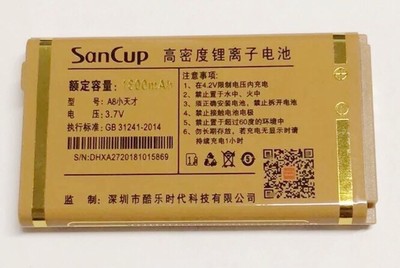 SanCup 高密度锂离子电池
额定容量: 1500mAh
型 号: A8小天才
电 压: 3.7V
执行标准: GB 31241-2014
S/N:DHXA2720181015869
注意事项:
1、在4.2V限制电压内充电
2、禁止置于水中、火中
3、须正确安装电池、禁止拆开电池
4、禁止接触电池触点
5、禁止置于超过60度的环境中
6、勿长期存放、若充电无显示时请
持续充电1小时
监 制: 深圳市酷乐时代科技有限公司